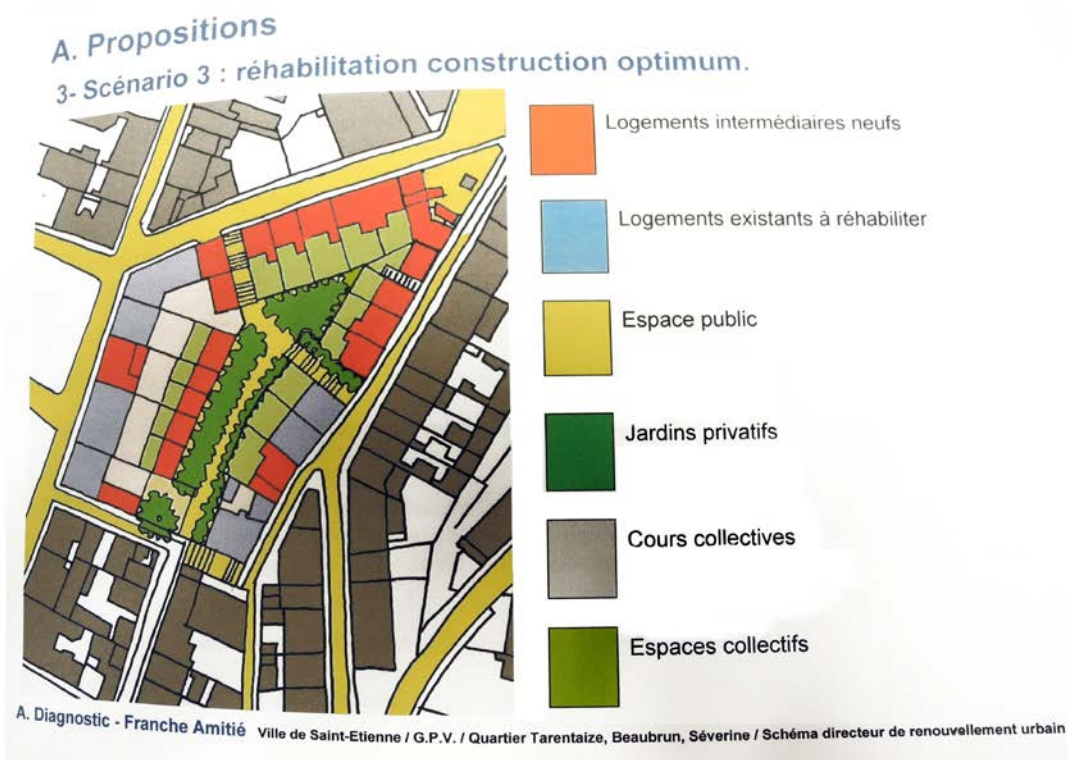 A. Propositions
3- Scénario 3 : réhabilitation construction optimum.
Logements intermédiaires neufs
Logements existants à réhabiliter
Espace public
Jardins privatifs
Cours collectives
Espaces collectifs
A. Diagnostic - Franche Amitié Ville de Saint-Etienne / G.P.V. / Quartier Tarentaize, Beaubrun, Séverine / Schéma directeur de renouvellement urbain